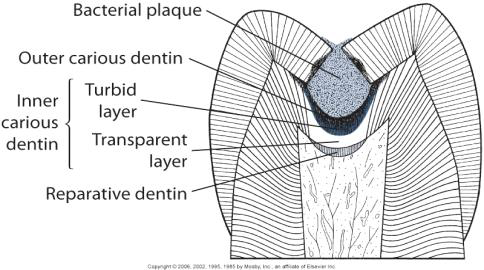 Bacterial plaque
Outer carious dentin
Inner
carious
dentin
Turbid
layer
Transparent
layer
Reparative dentin
Copyright © 2006, 2002, 1995, 1985 by Mosby, Inc., an affiliate of Elsevier Inc.